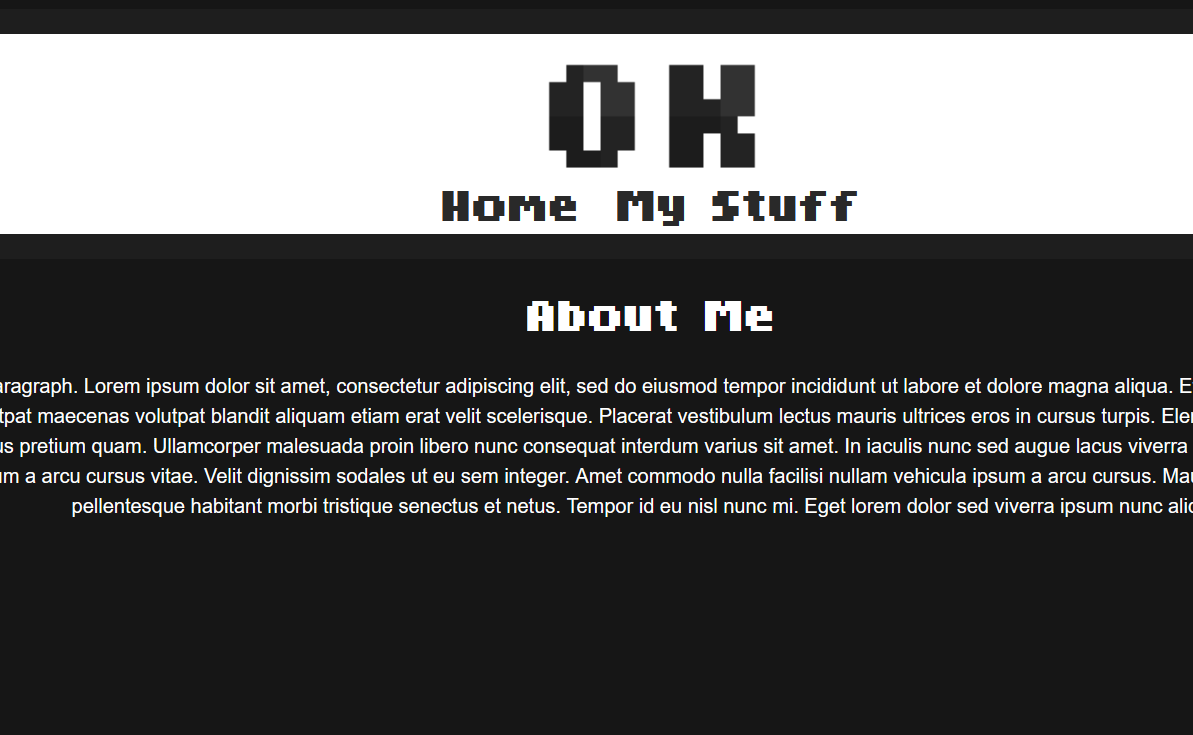 OK
Home My Stuff
About Me
aragraph. Lorem ipsum dolor sit amet, consectetur adipiscing elit, sed do eiusmod tempor incididunt ut labore et dolore magna aliqua. E
tpat maecenas volutpat blandit aliquam etiam erat velit scelerisque. Placerat vestibulum lectus mauris ultrices eros in cursus turpis. Eler
us pretium quam. Ullamcorper malesuada proin libero nunc consequat interdum varius sit amet. In iaculis nunc sed augue lacus viverra
um a arcu cursus vitae. Velit dignissim sodales ut eu sem integer. Amet commodo nulla facilisi nullam vehicula ipsum a arcu cursus. Mau
pellentesque habitant morbi tristique senectus et netus. Tempor id eu nisl nunc mi. Eget lorem dolor sed viverra ipsum nunc aliq